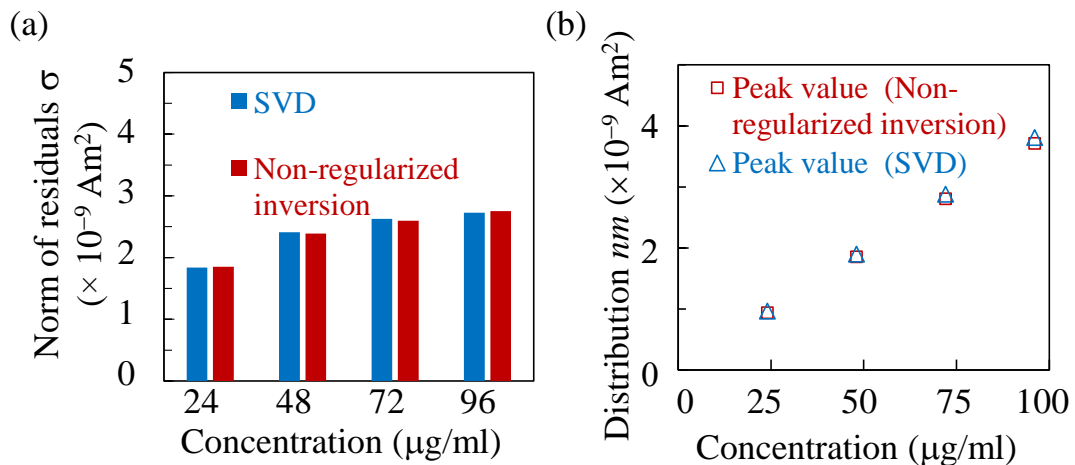 (a)
Norm of residuals σ
(× 10⁻⁹ Am²)
5
4
3
2
1
0
SVD
Non-regularized
inversion
24 48 72 96
Concentration (μg/ml)
(b)
Distribution nm (×10⁻⁹ Am²)
4
2
0
Peak value (Non-
regularized inversion)
Peak value (SVD)
0 25 50 75 100
Concentration (μg/ml)